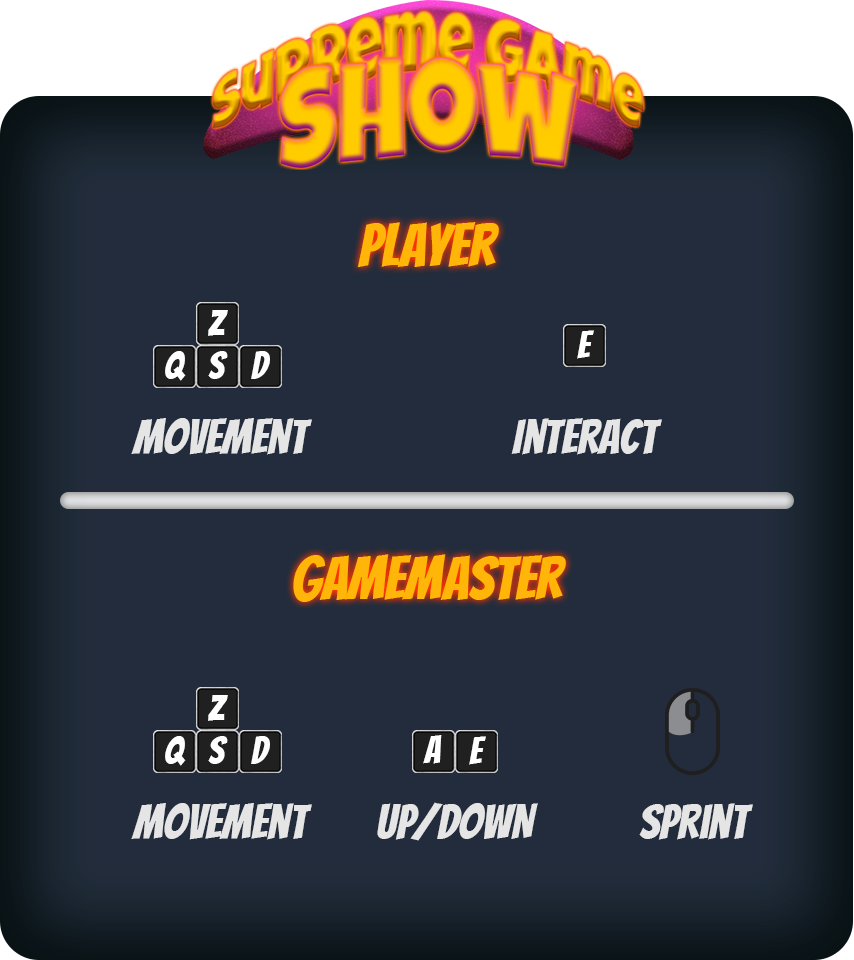 SUPREME GAME
SHOW
PLAYER
Z
Q S D
E
MOVEMENT
INTERACT
GAMEMASTER
Z
Q S D
A E
MOVEMENT
UP/DOWN
SPRINT